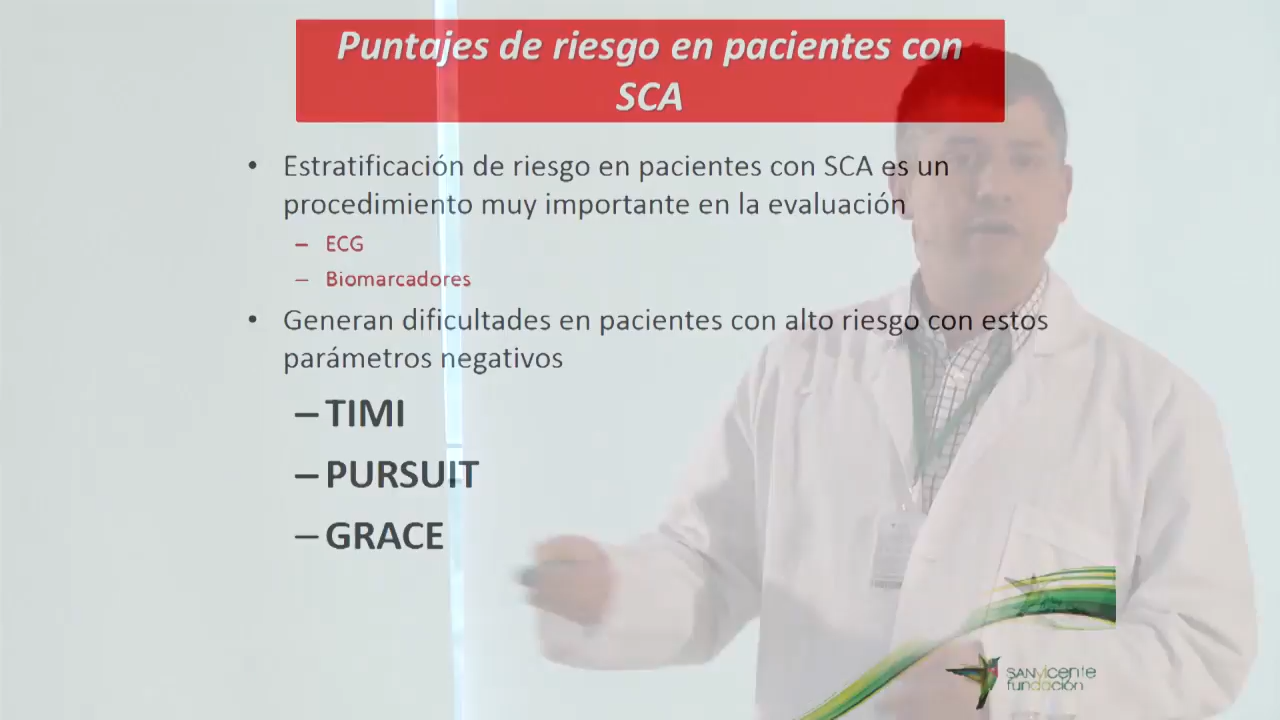 Puntajes de riesgo en pacientes con
SCA
• Estratificación de riesgo en pacientes con SCA es un
procedimiento muy importante en la evaluación
– ECG
– Biomarcadores
• Generan dificultades en pacientes con alto riesgo con estos
parámetros negativos
– TIMI
– PURSUIT
– GRACE
SANVICENTE
fundación